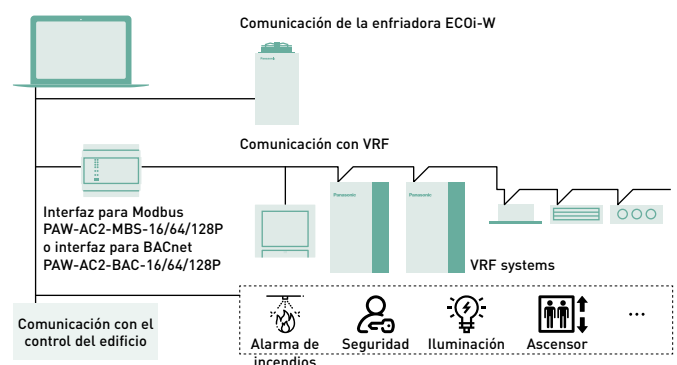 Comunicación de la enfriadora ECOi-W
Panasonic
Comunicación con VRF
Panasonic
Panasonic
Interfaz para Modbus
PAW-AC2-MBS-16/64/128P
o interfaz para BACnet
PAW-AC2-BAC-16/64/128P
VRF systems
Comunicación con el
control del edificio
Alarma de
incendios
Seguridad
Iluminación
Ascensor
...